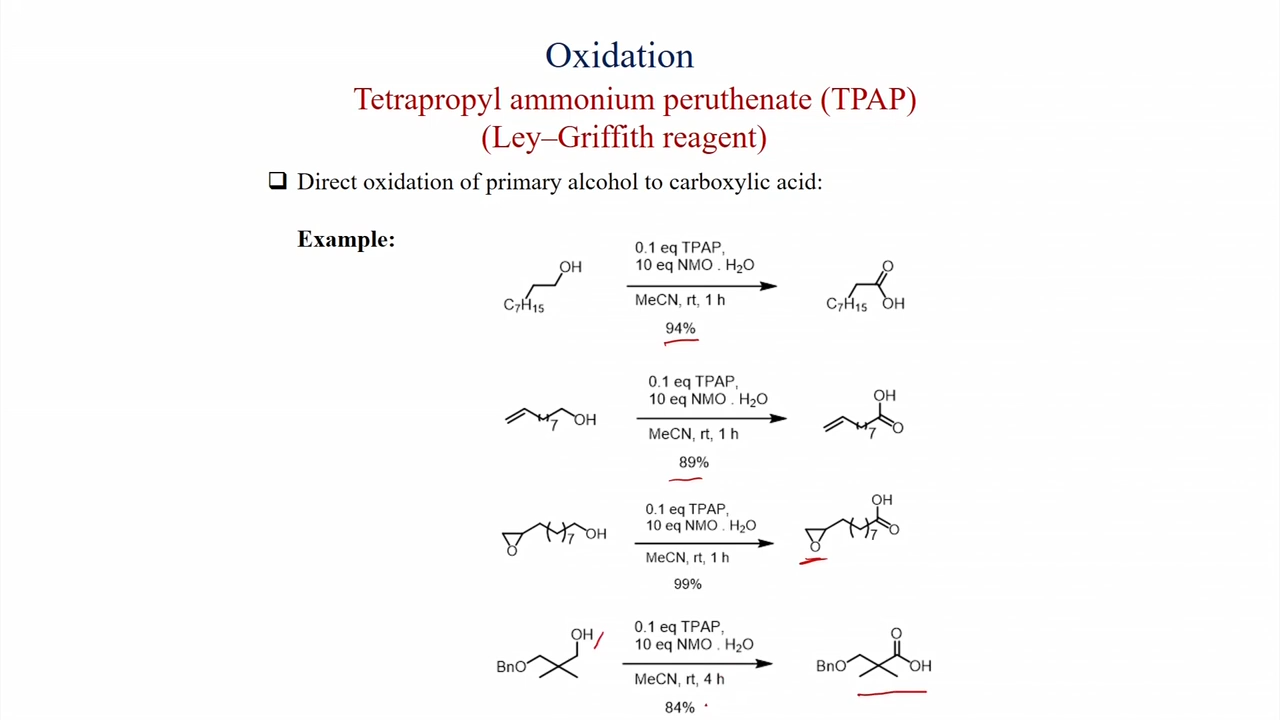 Oxidation
Tetrapropyl ammonium peruthenate (TPAP)
(Ley–Griffith reagent)
❑ Direct oxidation of primary alcohol to carboxylic acid:
Example:
OH
C₇H₁₅
0.1 eq TPAP,
10 eq NMO . H₂O
MeCN, rt, 1 h
94%
O
C₇H₁₅ OH
7 OH
0.1 eq TPAP,
10 eq NMO . H₂O
MeCN, rt, 1 h
89%
OH
7 O
O
7 OH
0.1 eq TPAP,
10 eq NMO . H₂O
MeCN, rt, 1 h
99%
OH
7 O
O
OH
BnO
0.1 eq TPAP,
10 eq NMO . H₂O
MeCN, rt, 4 h
84%
O
BnO OH